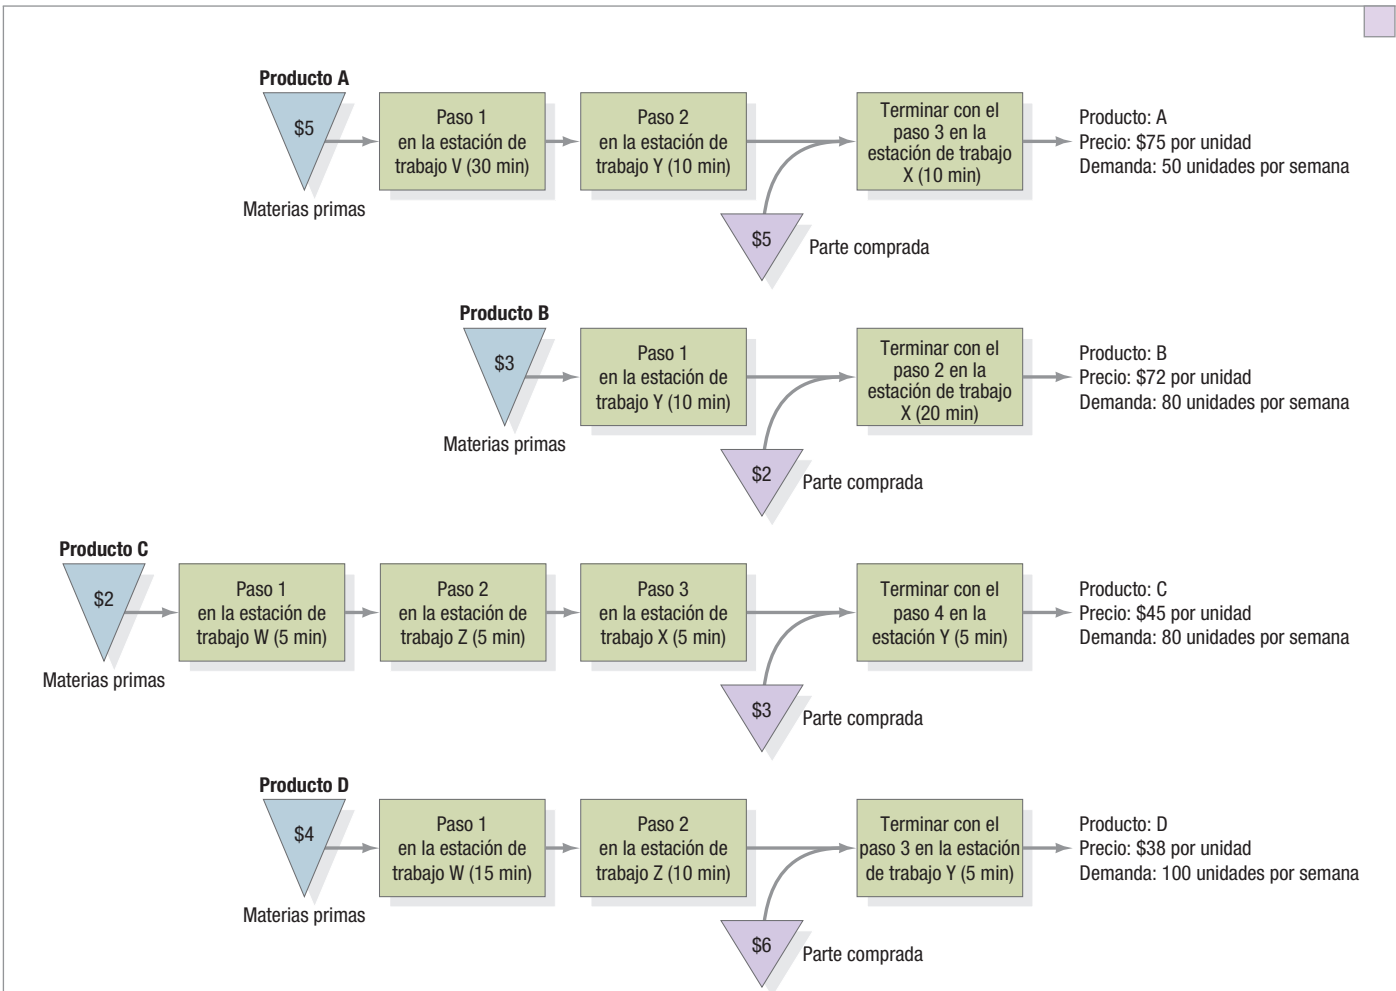 Producto A
$5
Materias primas
Paso 1
en la estación de
trabajo V (30 min)
Paso 2
en la estación de
trabajo Y (10 min)
$5
Parte comprada
Terminar con el
paso 3 en la
estación de trabajo
X (10 min)
Producto: A
Precio: $75 por unidad
Demanda: 50 unidades por semana
Producto B
$3
Materias primas
Paso 1
en la estación de
trabajo Y (10 min)
$2
Parte comprada
Terminar con el
paso 2 en la
estación de trabajo
X (20 min)
Producto: B
Precio: $72 por unidad
Demanda: 80 unidades por semana
Producto C
$2
Materias primas
Paso 1
en la estación de
trabajo W (5 min)
Paso 2
en la estación de
trabajo Z (5 min)
Paso 3
en la estación de
trabajo X (5 min)
$3
Parte comprada
Terminar con el
paso 4 en la
estación Y (5 min)
Producto: C
Precio: $45 por unidad
Demanda: 80 unidades por semana
Producto D
$4
Materias primas
Paso 1
en la estación de
trabajo W (15 min)
Paso 2
en la estación de
trabajo Z (10 min)
$6
Parte comprada
Terminar con el
paso 3 en la estación
de trabajo Y (5 min)
Producto: D
Precio: $38 por unidad
Demanda: 100 unidades por semana